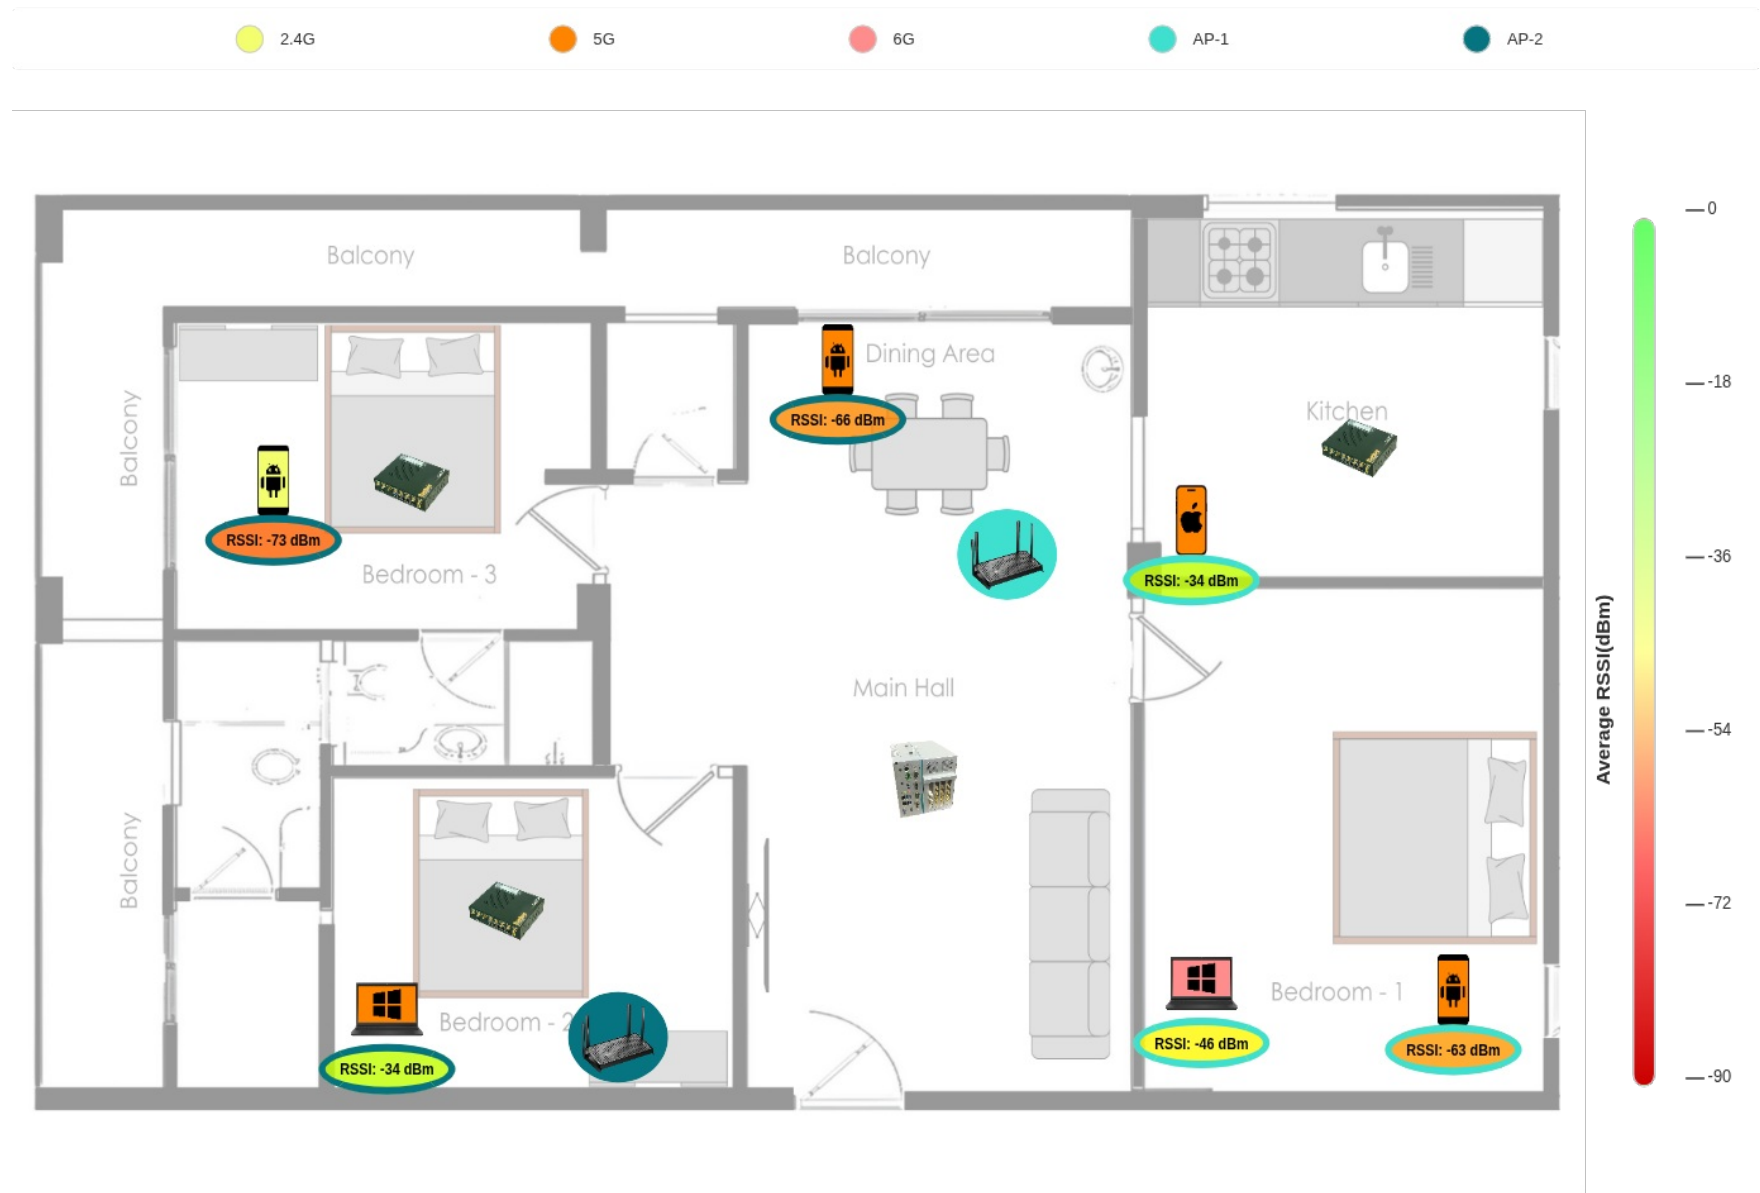 2.4G
5G
6G
AP-1
AP-2
Balcony
Balcony
Dining Area
RSSI: -66 dBm
Kitchen
Balcony
RSSI: -73 dBm
Bedroom - 3
RSSI: -34 dBm
Main Hall
Balcony
Bedroom - 2
RSSI: -34 dBm
Bedroom - 1
RSSI: -46 dBm
RSSI: -63 dBm
Average RSSI(dBm)
0
-18
-36
-54
-72
-90